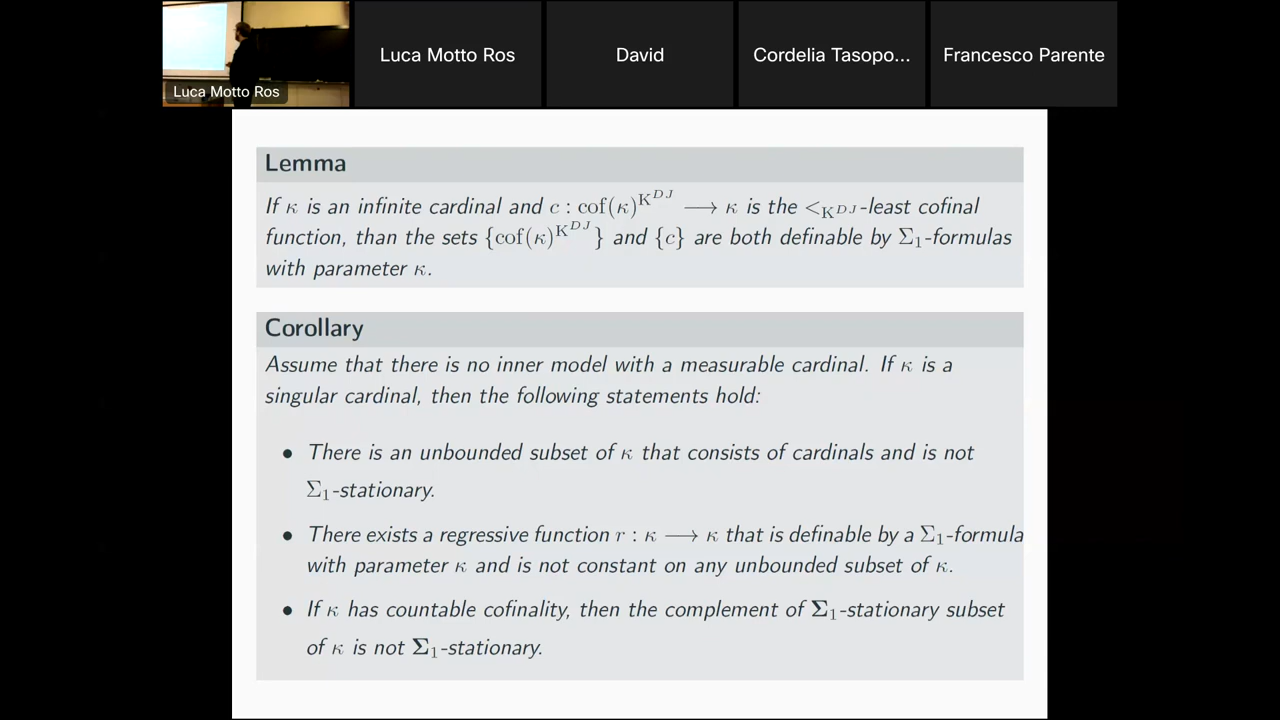 Luca Motto Ros
Luca Motto Ros
David
Cordelia Tasopo...
Francesco Parente
Lemma
If κ is an infinite cardinal and c : cof(κ)^{K^{DJ}} ⟶ κ is the <_{K^{DJ}}-least cofinal
function, than the sets {cof(κ)^{K^{DJ}}} and {c} are both definable by Σ₁-formulas
with parameter κ.
Corollary
Assume that there is no inner model with a measurable cardinal. If κ is a
singular cardinal, then the following statements hold:
• There is an unbounded subset of κ that consists of cardinals and is not
Σ₁-stationary.
• There exists a regressive function r : κ ⟶ κ that is definable by a Σ₁-formula
with parameter κ and is not constant on any unbounded subset of κ.
• If κ has countable cofinality, then the complement of 𝚺₁-stationary subset
of κ is not 𝚺₁-stationary.